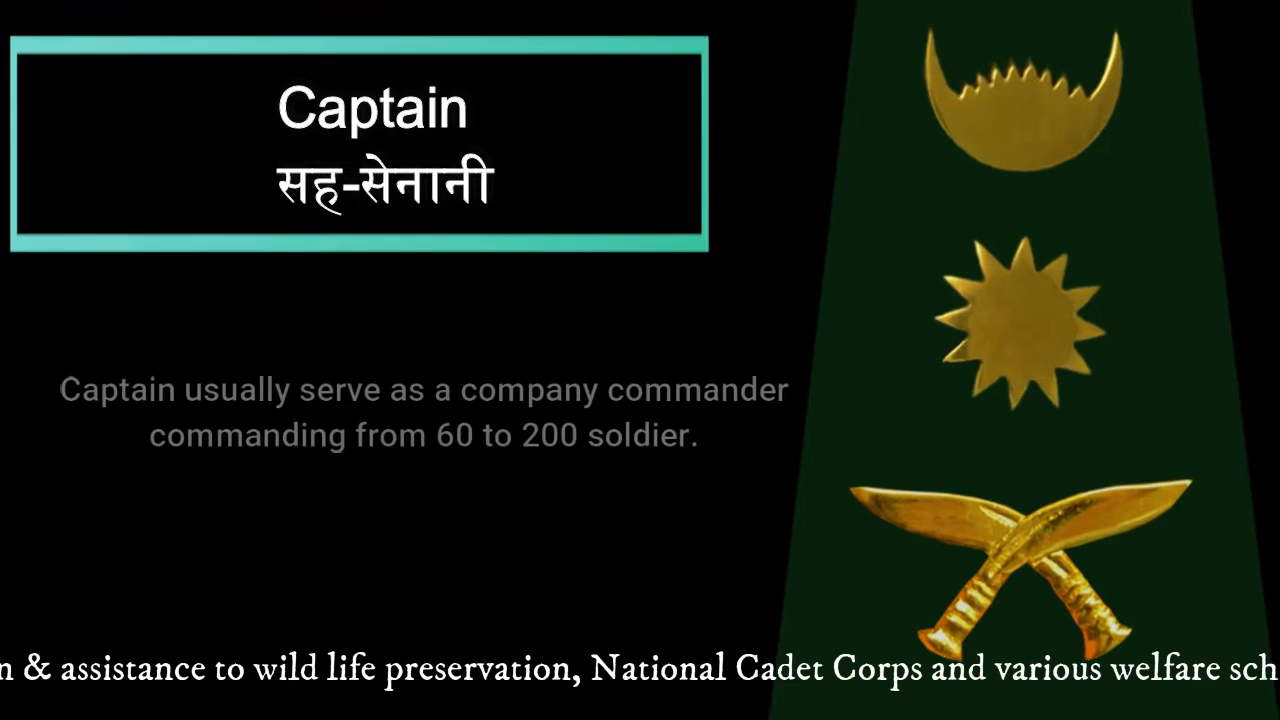 Captain
सह-सेनानी
Captain usually serve as a company commander
commanding from 60 to 200 soldier.
& assistance to wild life preservation, National Cadet Corps and various welfare